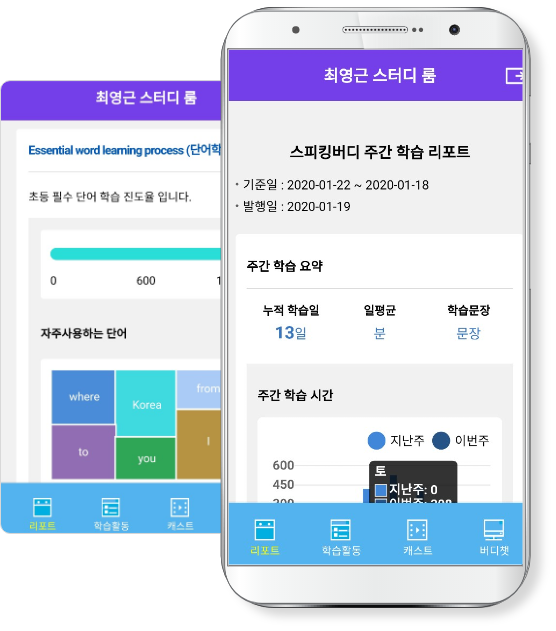 최영근 스터디 룸
Essential word learning process (단어학
초등 필수 단어 학습 진도율 입니다.
0 600 1
자주사용하는 단어
where Korea from
to you I
리포트 학습활동 캐스트
최영근 스터디 룸
스피킹버디 주간 학습 리포트
· 기준일 : 2020-01-22 ~ 2020-01-18
· 발행일 : 2020-01-19
주간 학습 요약
누적 학습일 일평균 학습문장
13일 분 문장
주간 학습 시간
지난주 이번주
600
토
450
지난주: 0
300
이번주: 208
리포트 학습활동 캐스트 버디챗